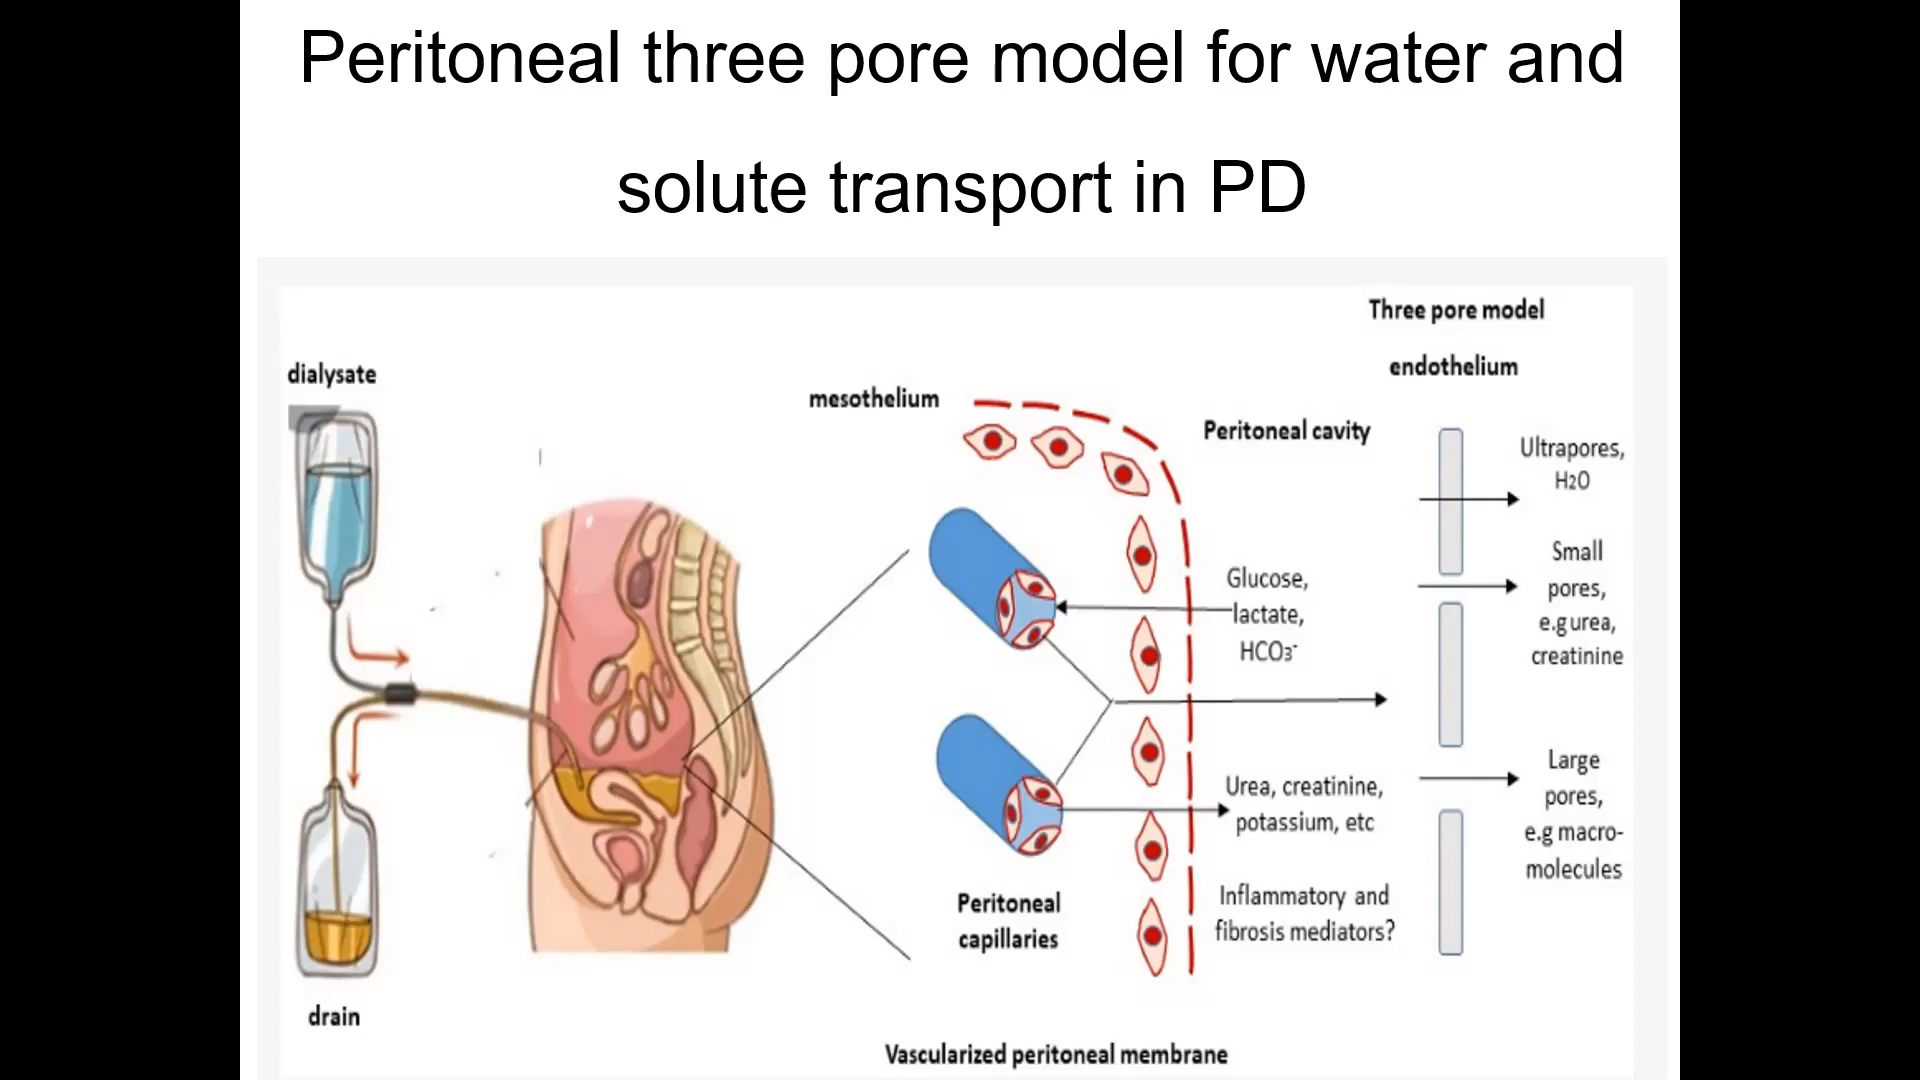 Peritoneal three pore model for water and
solute transport in PD
Three pore model
endothelium
dialysate
mesothelium
Peritoneal cavity
Ultrapores,
H2O
Small
pores,
e.g urea,
creatinine
Glucose,
lactate,
HCO3-
Large
pores,
e.g macro-
molecules
Urea, creatinine,
potassium, etc
Inflammatory and
fibrosis mediators?
Peritoneal
capillaries
drain
Vascularized peritoneal membrane